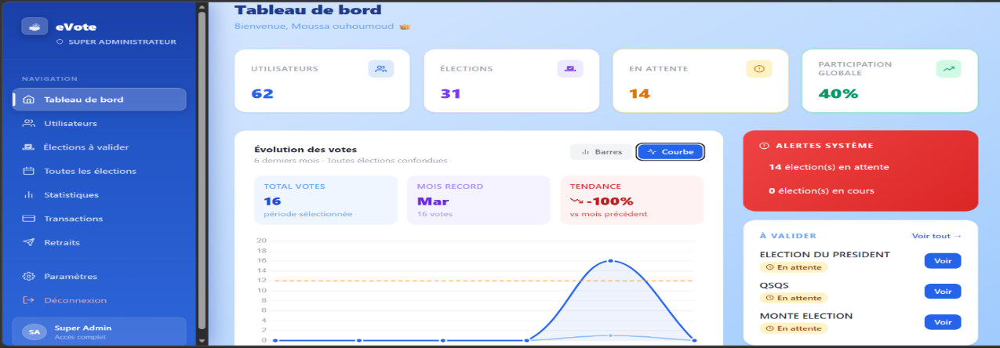 eVote
SUPER ADMINISTRATEUR
NAVIGATION
Tableau de bord
Utilisateurs
Élections à valider
Toutes les élections
Statistiques
Transactions
Retraits
Paramètres
Déconnexion
SA
Super Admin
Accès complet
Tableau de bord
Bienvenue, Moussa ouhoumoud
UTILISATEURS
62
ÉLECTIONS
31
EN ATTENTE
14
PARTICIPATION
GLOBALE
40%
Évolution des votes
6 derniers mois · Toutes élections confondues
Barres
Courbe
TOTAL VOTES
16
période sélectionnée
MOIS RECORD
Mar
16 votes
TENDANCE
-100%
vs mois précédent
20
18
16
14
12
10
8
6
4
2
0
ALERTES SYSTÈME
14 élection(s) en attente
0 élection(s) en cours
À VALIDER
Voir tout →
ELECTION DU PRESIDENT
En attente
Voir
QSQS
En attente
Voir
MONTE ELECTION
En attente
Voir